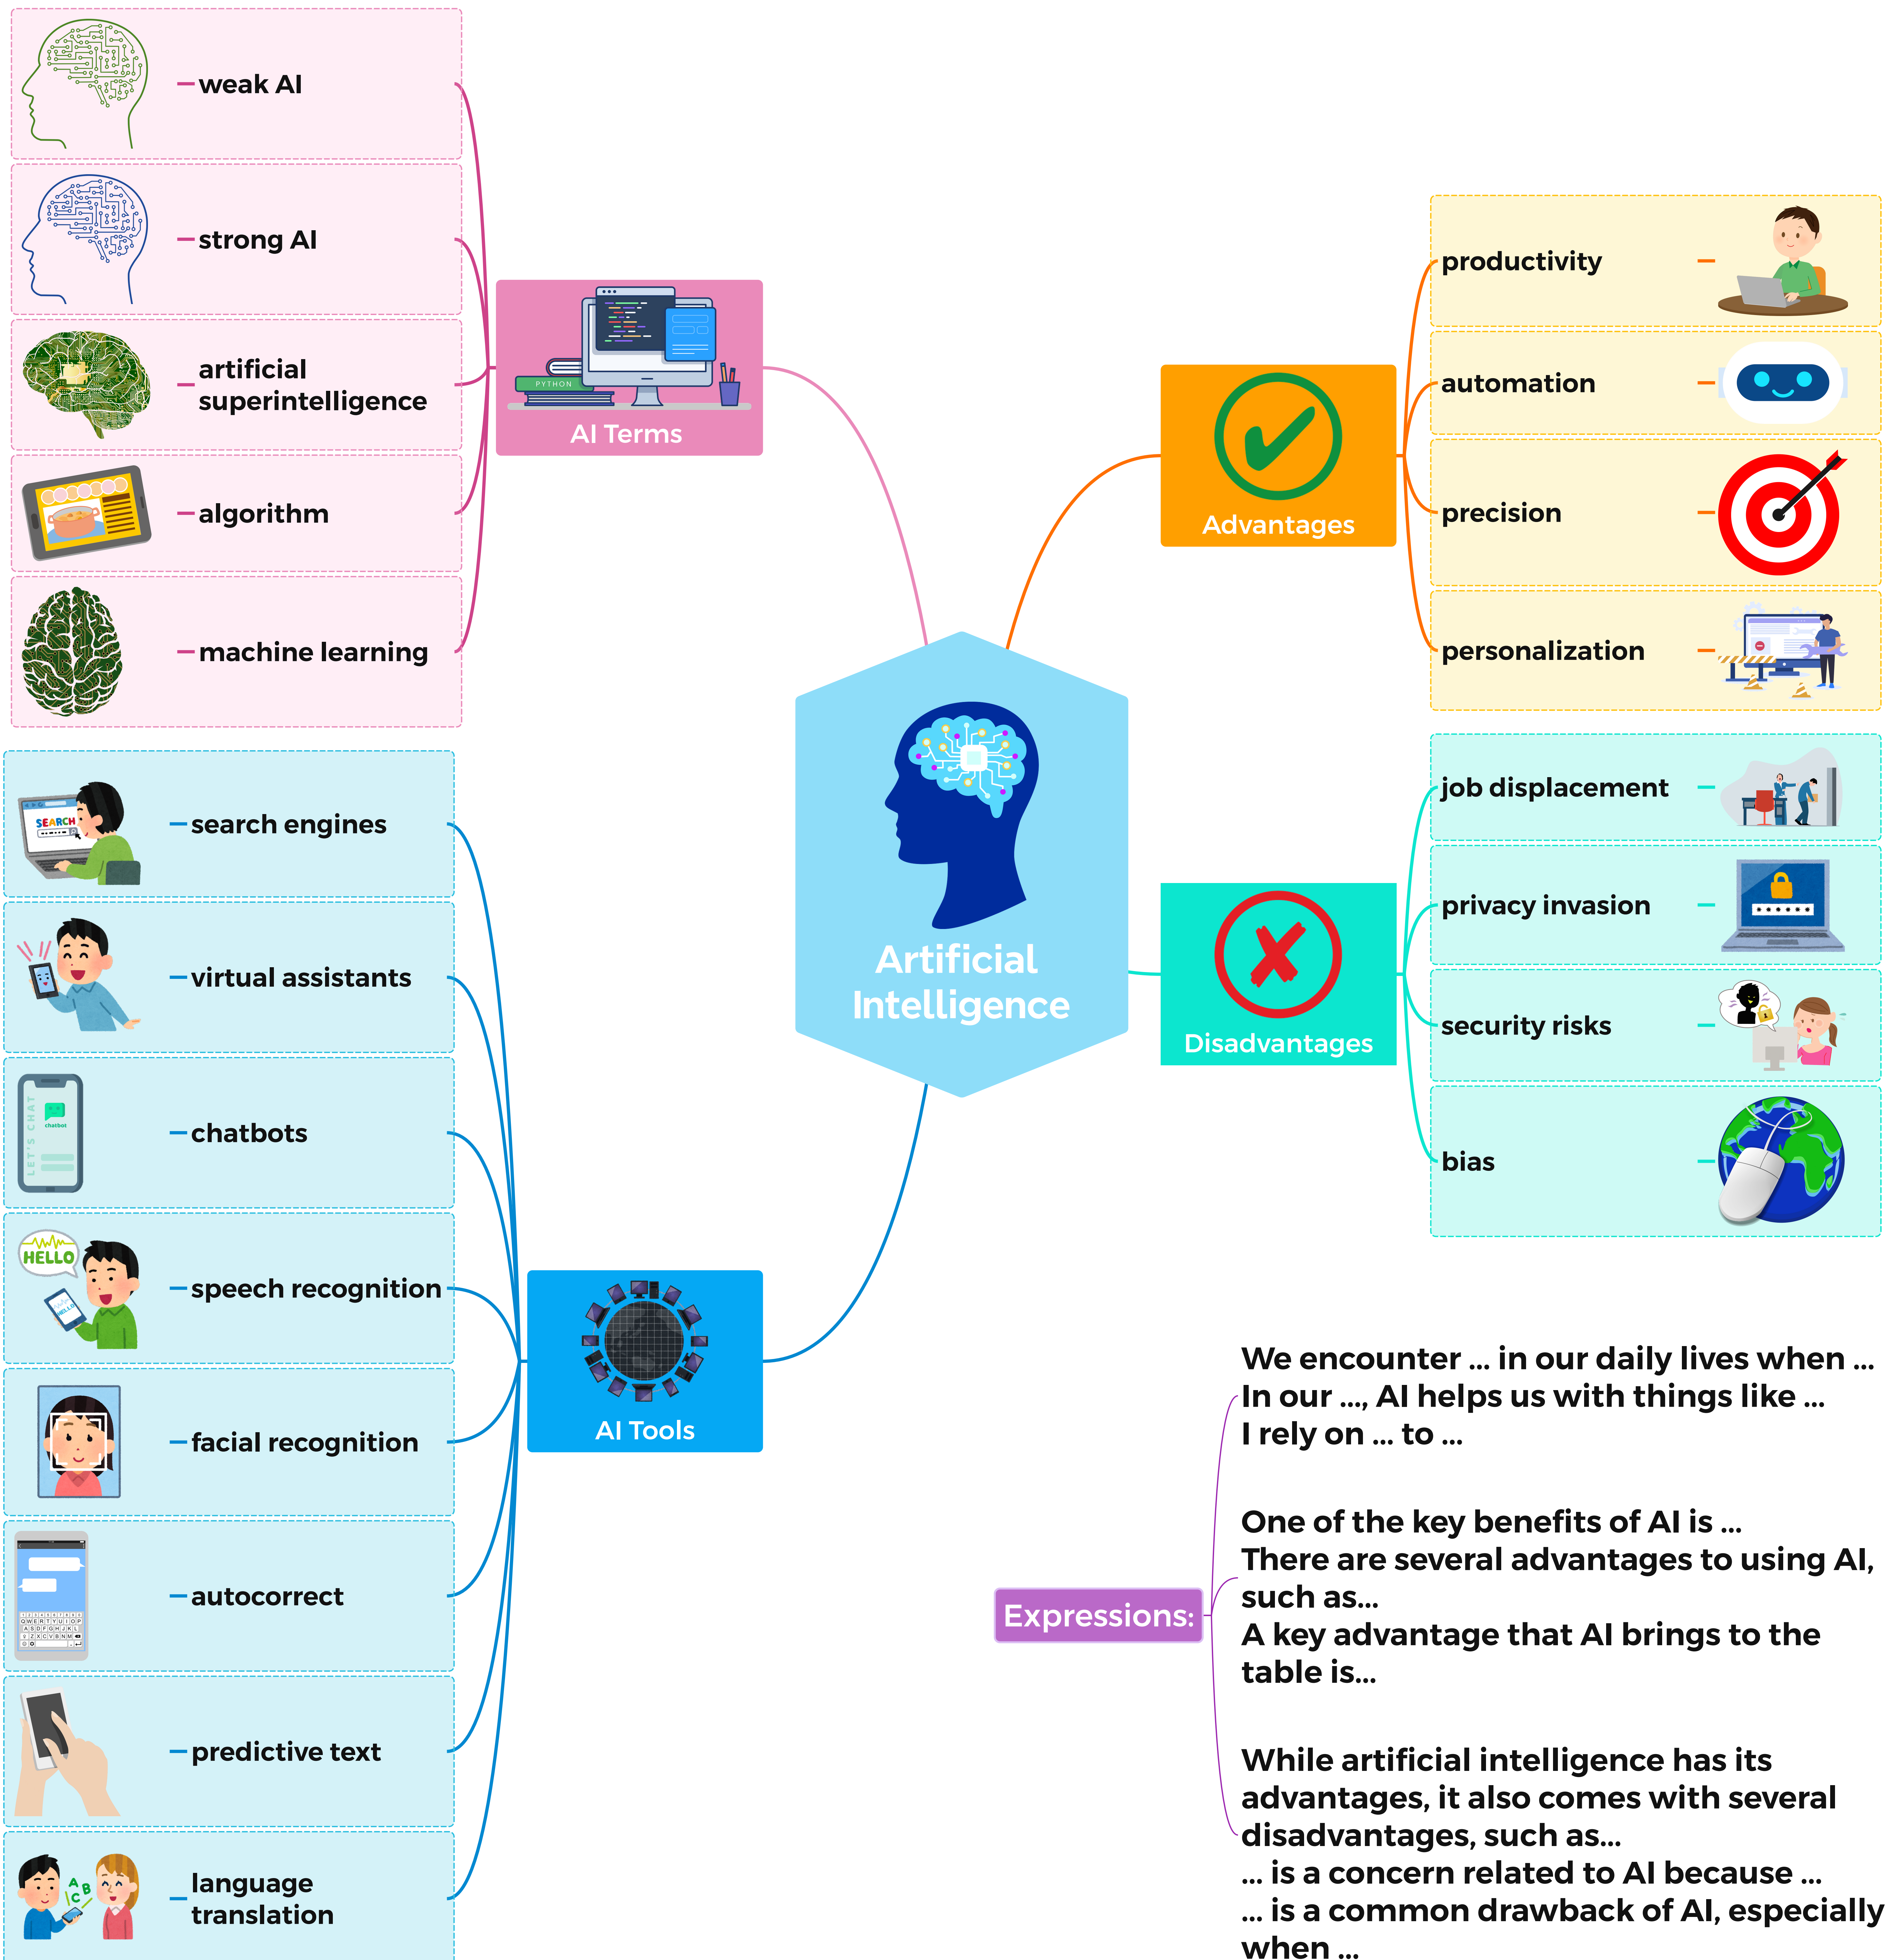 weak AI
strong AI
artificial
superintelligence
algorithm
machine learning
PYTHON
AI Terms
Advantages
productivity
automation
precision
personalization
Artificial
Intelligence
Disadvantages
job displacement
privacy invasion
security risks
bias
SEARCH
search engines
virtual assistants
LET'S CHAT
chatbot
chatbots
HELLO
HELLO
speech recognition
facial recognition
QWERTYUIOP
ASDFGHJKL
ZXCVBNM
autocorrect
predictive text
A
B
C
language
translation
AI Tools
Expressions:
We encounter ... in our daily lives when ...
In our ..., AI helps us with things like ...
I rely on ... to ...
One of the key benefits of AI is ...
There are several advantages to using AI,
such as...
A key advantage that AI brings to the
table is...
While artificial intelligence has its
advantages, it also comes with several
disadvantages, such as...
... is a concern related to AI because ...
... is a common drawback of AI, especially
when ...